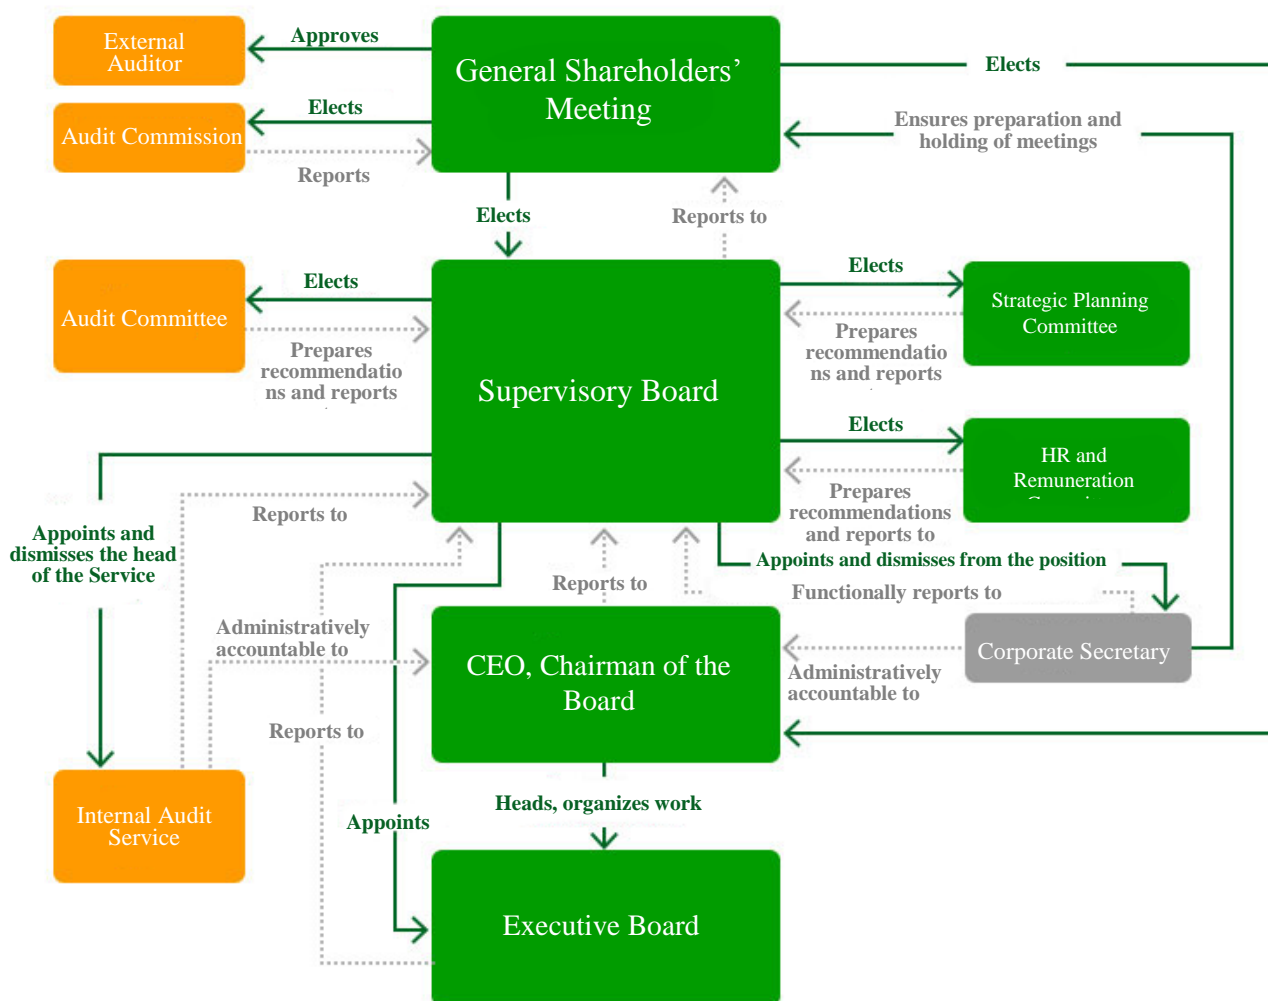 External
Auditor
Approves
General Shareholders’
Meeting
Elects
Audit Commission
Elects
Reports
Ensures preparation and
holding of meetings
Elects
Reports to
Audit Committee
Elects
Prepares
recommendatio
ns and reports
Supervisory Board
Elects
Strategic Planning
Committee
Prepares
recommendatio
ns and reports
Elects
HR and
Remuneration
Prepares
recommendations
and reports to
Reports to
Appoints and
dismisses the head
of the Service
Reports to
Appoints and dismisses from the position
Functionally reports to
Administratively
accountable to
CEO, Chairman of the
Board
Corporate Secretary
Administratively
accountable to
Reports to
Internal Audit
Service
Appoints
Heads, organizes work
Executive Board